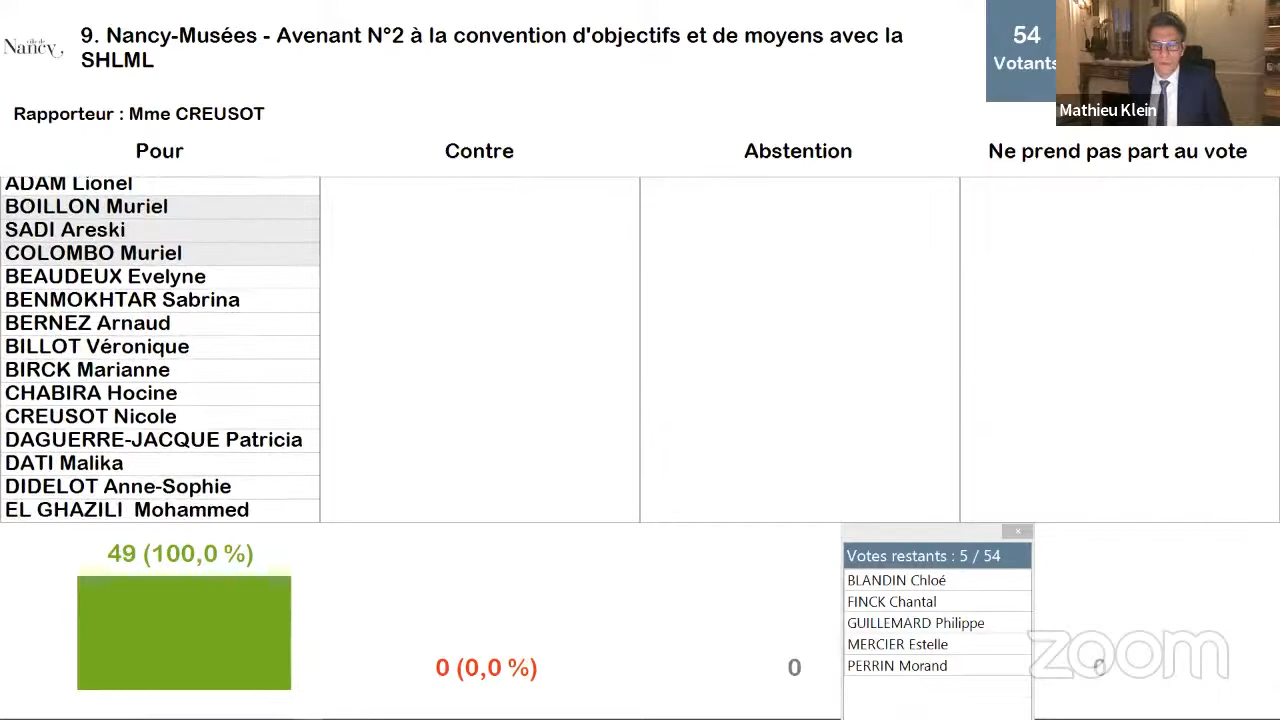 ville de
Nancy,
9. Nancy-Musées - Avenant N°2 à la convention d'objectifs et de moyens avec la
SHLML
54
Votants
Mathieu Klein
Rapporteur : Mme CREUSOT
Pour
Contre
Abstention
Ne prend pas part au vote
ADAM Lionel
BOILLON Muriel
SADI Areski
COLOMBO Muriel
BEAUDEUX Evelyne
BENMOKHTAR Sabrina
BERNEZ Arnaud
BILLOT Véronique
BIRCK Marianne
CHABIRA Hocine
CREUSOT Nicole
DAGUERRE-JACQUE Patricia
DATI Malika
DIDELOT Anne-Sophie
EL GHAZILI Mohammed
49 (100,0 %)
0 (0,0 %)
0
0
Votes restants : 5 / 54
BLANDIN Chloé
FINCK Chantal
GUILLEMARD Philippe
MERCIER Estelle
PERRIN Morand
zoom